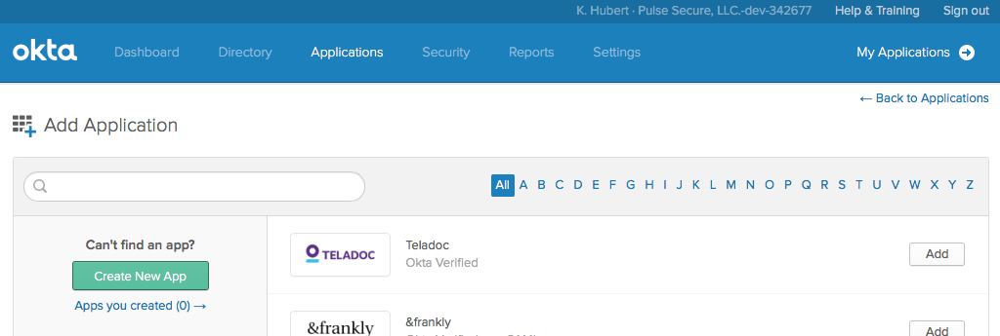 K. Hubert · Pulse Secure, LLC.-dev-342677 Help & Training Sign out
okta Dashboard Directory Applications Security Reports Settings My Applications
← Back to Applications
Add Application
All A B C D E F G H I J K L M N O P Q R S T U V W X Y Z
Can't find an app?
Create New App
Apps you created (0) →
TELADOC
Teladoc
Okta Verified
Add
&frankly
&frankly
Add